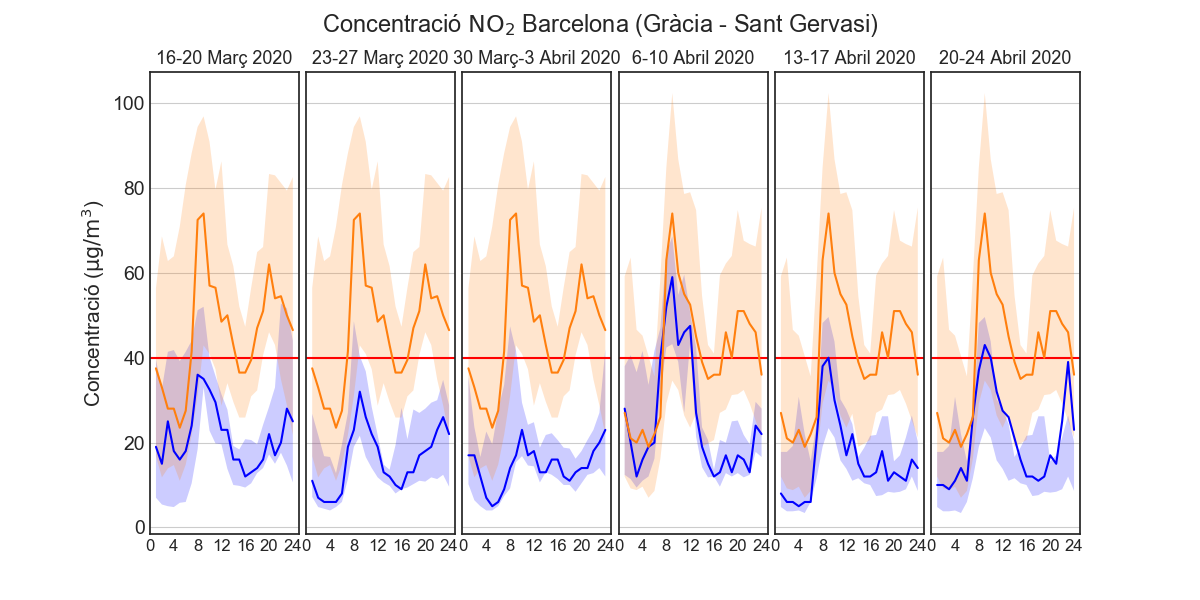 Concentració NO₂ Barcelona (Gràcia - Sant Gervasi)
16-20 Març 2020 23-27 Març 2020 30 Març-3 Abril 2020 6-10 Abril 2020 13-17 Abril 2020 20-24 Abril 2020
Concentració (µg/m³)
100
80
60
40
20
0
0 4 8 12 16 20 24 0 4 8 12 16 20 24 0 4 8 12 16 20 24 0 4 8 12 16 20 24 0 4 8 12 16 20 24 0 4 8 12 16 20 24